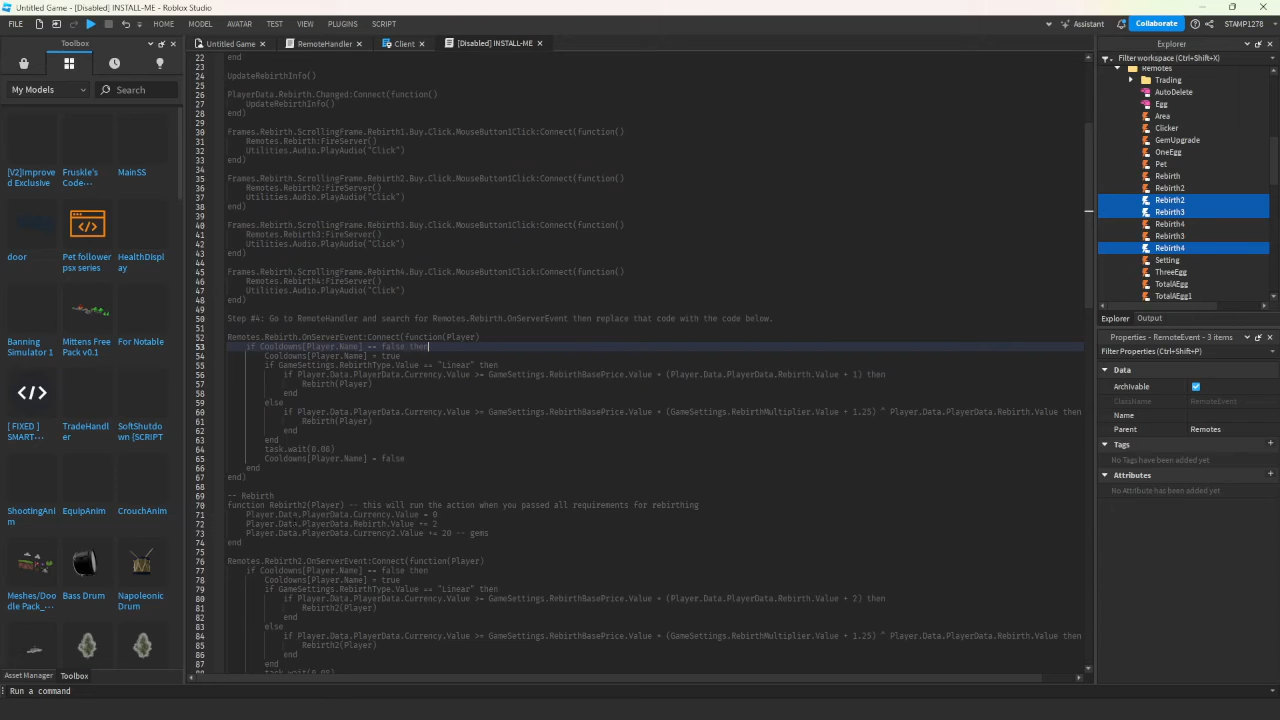 Untitled Game - [Disabled] INSTALL-ME - Roblox Studio
FILE HOME MODEL AVATAR TEST VIEW PLUGINS SCRIPT Assistant Collaborate STAMP1278
Toolbox
My Models Search
[V2]Improve
d Exclusive
Fruskle's
Code...
MainSS
door
Pet follower
psx series
HealthDispl
ay
Banning
Simulator 1
Mistels Free
Pack v0.1
For Notable
[ FIXED ]
SMART-...
TradeHandl
er
SoftShutdo
wn (SCRIPT
ShootingAni
m
EquipAnim
CrouchAnim
Meshes/Doo
dle Pack_...
Bass Drum
Napoleonic
Drum
Asset Manager Toolbox
Run a command
Untitled Game RemoteHandler Client [Disabled] INSTALL-ME
22 end
23
24 UpdateRebirthInfo()
25
26 PlayerData.Rebirth.Changed:Connect(function()
27 UpdateRebirthInfo()
28 end)
29
30 Frames.Rebirth.ScrollingFrame.Rebirth1.Buy.Click.MouseButton1Click:Connect(function()
31 Remotes.Rebirth:FireServer()
32 Utilities.Audio.PlayAudio("Click")
33 end)
34
35 Frames.Rebirth.ScrollingFrame.Rebirth2.Buy.Click.MouseButton1Click:Connect(function()
36 Remotes.Rebirth2:FireServer()
37 Utilities.Audio.PlayAudio("Click")
38 end)
39
40 Frames.Rebirth.ScrollingFrame.Rebirth3.Buy.Click.MouseButton1Click:Connect(function()
41 Remotes.Rebirth3:FireServer()
42 Utilities.Audio.PlayAudio("Click")
43 end)
44
45 Frames.Rebirth.ScrollingFrame.Rebirth4.Buy.Click.MouseButton1Click:Connect(function()
46 Remotes.Rebirth4:FireServer()
47 Utilities.Audio.PlayAudio("Click")
48 end)
49
50 Step #4: Go to RemoteHandler and search for Remotes.Rebirth.OnServerEvent then replace that code with the code below.
51
52 Remotes.Rebirth.OnServerEvent:Connect(function(Player)
53 if Cooldowns[Player.Name] == false then
54 Cooldowns[Player.Name] = true
55 if GameSettings.RebirthType.Value == "Linear" then
56 if Player.Data.PlayerData.Currency.Value >= GameSettings.RebirthBasePrice.Value * (Player.Data.PlayerData.Rebirth.Value + 1) then
57 Rebirth(Player)
58 end
59 else
60 if Player.Data.PlayerData.Currency.Value >= GameSettings.RebirthBasePrice.Value * (GameSettings.RebirthMultiplier.Value + 1.25) ^ Player.Data.PlayerData.Rebirth.Value then
61 Rebirth(Player)
62 end
63 end
64 task.wait(0.08)
65 Cooldowns[Player.Name] = false
66 end
67 end)
68
69 -- Rebirth
70 function Rebirth2(Player) -- this will run the action when you passed all requirements for rebirthing
71 Player.Data.PlayerData.Currency.Value = 0
72 Player.Data.PlayerData.Rebirth.Value += 2
73 Player.Data.PlayerData.Currency2.Value += 20 -- gems
74 end
75
76 Remotes.Rebirth2.OnServerEvent:Connect(function(Player)
77 if Cooldowns[Player.Name] == false then
78 Cooldowns[Player.Name] = true
79 if GameSettings.RebirthType.Value == "Linear" then
80 if Player.Data.PlayerData.Currency.Value >= GameSettings.RebirthBasePrice.Value * (Player.Data.PlayerData.Rebirth.Value + 2) then
81 Rebirth2(Player)
82 end
83 else
84 if Player.Data.PlayerData.Currency.Value >= GameSettings.RebirthBasePrice.Value * (GameSettings.RebirthMultiplier.Value + 1.25) ^ Player.Data.PlayerData.Rebirth.Value
85 Rebirth2(Player)
86 end
87 end
88 task.wait(0.08)
Explorer
Filter workspace (Ctrl+Shift+X)
Remotes
Trading
AutoDelete
Egg
Area
Clicker
GemUpgrade
OneEgg
Pet
Rebirth
Rebirth2
Rebirth2
Rebirth3
Rebirth4
Rebirth3
Rebirth4
Setting
ThreeEgg
TotalAEgg
TotalAEgg1
Explorer Output
Properties - RemoteEvent - 3 items
Filter Properties (Ctrl+Shift+P)
Data
Archivable
ClassName RemoteEvent
Name
Parent Remotes
Tags
No Tags have been added yet
Attributes
No Attribute has been added yet